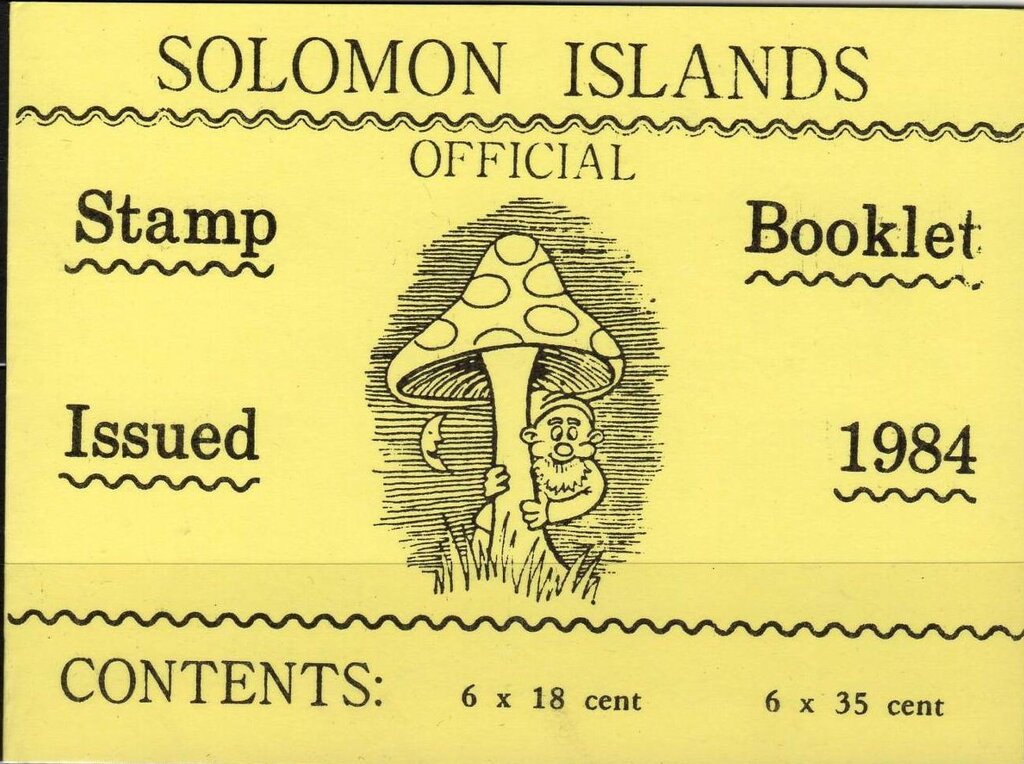 SOLOMON ISLANDS
OFFICIAL
Stamp Booklet
Issued 1984
CONTENTS: 6 x 18 cent 6 x 35 cent